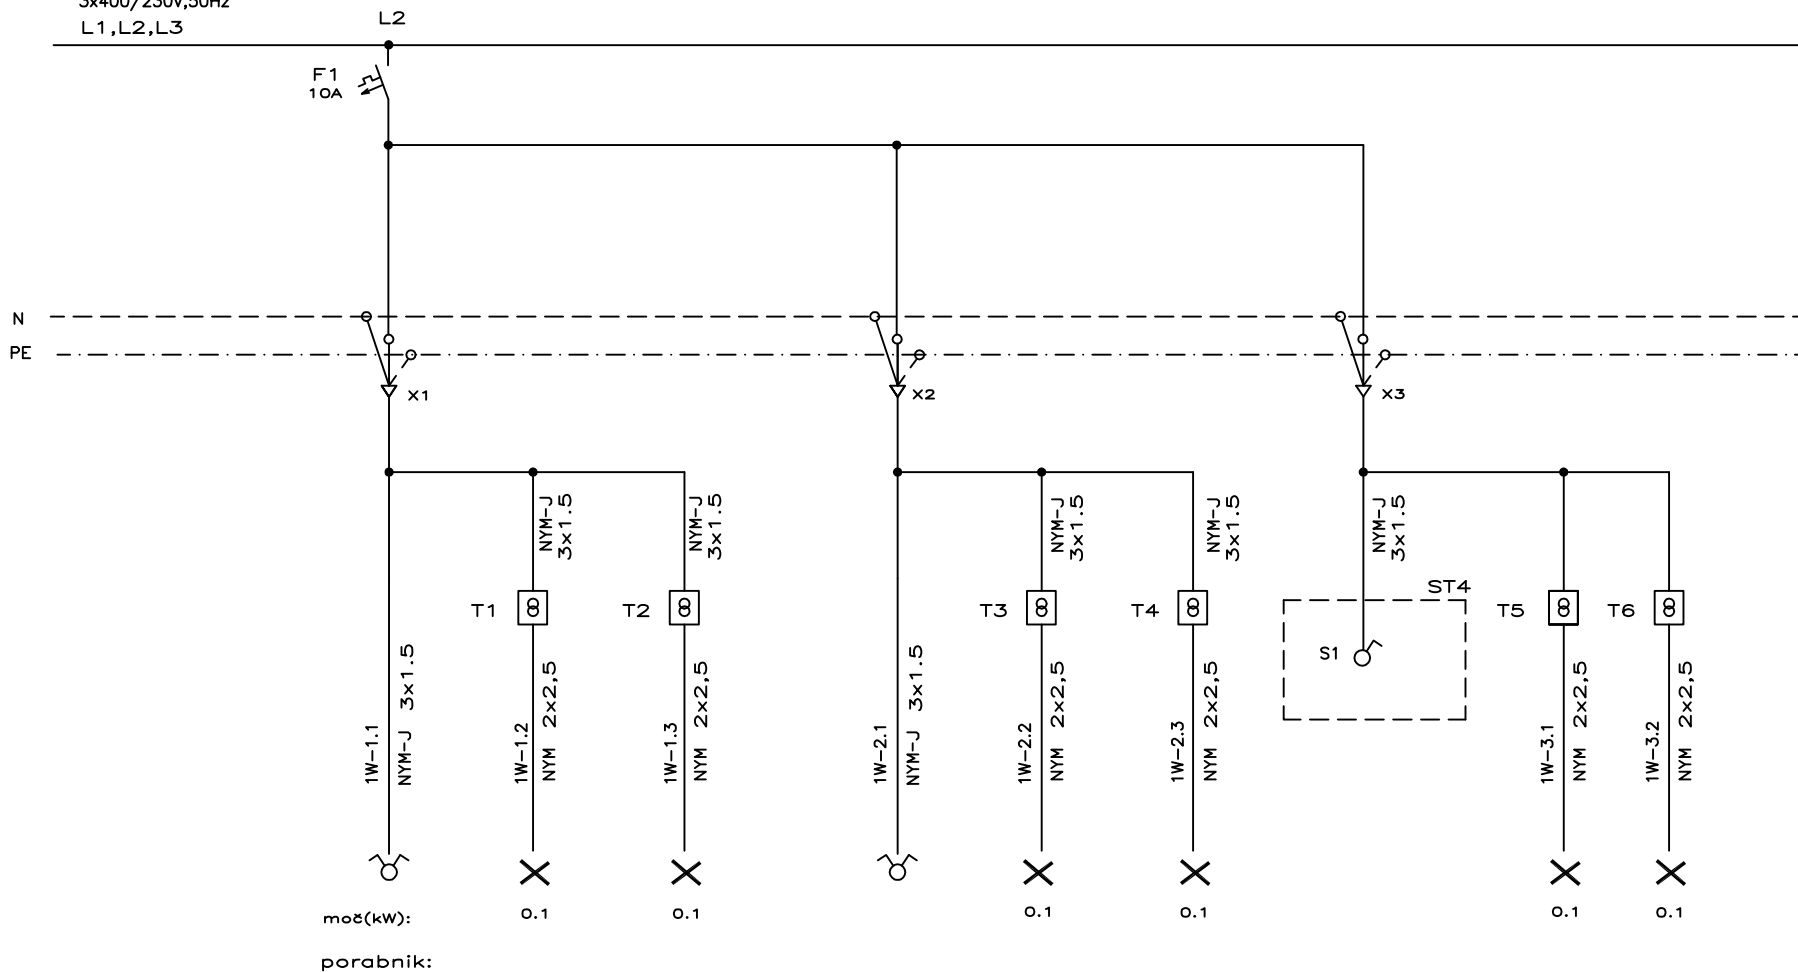 3x400/230V,50Hz
L1,L2,L3
L2
F1
10A
N
PE
X1
X2
X3
NYM-J
3x1.5
NYM-J
3x1.5
NYM-J
3x1.5
NYM-J
3x1.5
NYM-J
3x1.5
ST4
T1
T2
T3
T4
S1
T5
T6
1W-1.1
NYM-J 3x1.5
1W-1.2
NYM 2x2,5
1W-1.3
NYM 2x2,5
1W-2.1
NYM-J 3x1.5
1W-2.2
NYM 2x2,5
1W-2.3
NYM 2x2,5
1W-3.1
NYM 2x2,5
1W-3.2
NYM 2x2,5
moč(kW): 0.1 0.1 0.1 0.1 0.1 0.1
porabnik: